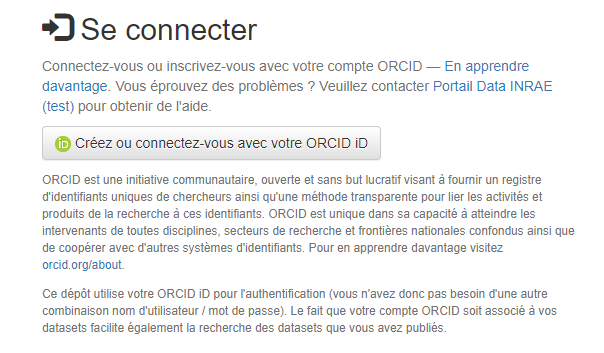 Se connecter
Connectez-vous ou inscrivez-vous avec votre compte ORCID — En apprendre
davantage. Vous éprouvez des problèmes ? Veuillez contacter Portail Data INRAE
(test) pour obtenir de l'aide.
iD Créez ou connectez-vous avec votre ORCID iD
ORCID est une initiative communautaire, ouverte et sans but lucratif visant à fournir un registre
d'identifiants uniques de chercheurs ainsi qu'une méthode transparente pour lier les activités et
produits de la recherche à ces identifiants. ORCID est unique dans sa capacité à atteindre les
intervenants de toutes disciplines, secteurs de recherche et frontières nationales confondus ainsi que
de coopérer avec d'autres systèmes d'identifiants. Pour en apprendre davantage visitez
orcid.org/about.
Ce dépôt utilise votre ORCID iD pour l'authentification (vous n'avez donc pas besoin d'une autre
combinaison nom d'utilisateur / mot de passe). Le fait que votre compte ORCID soit associé à vos
datasets facilite également la recherche des datasets que vous avez publiés.